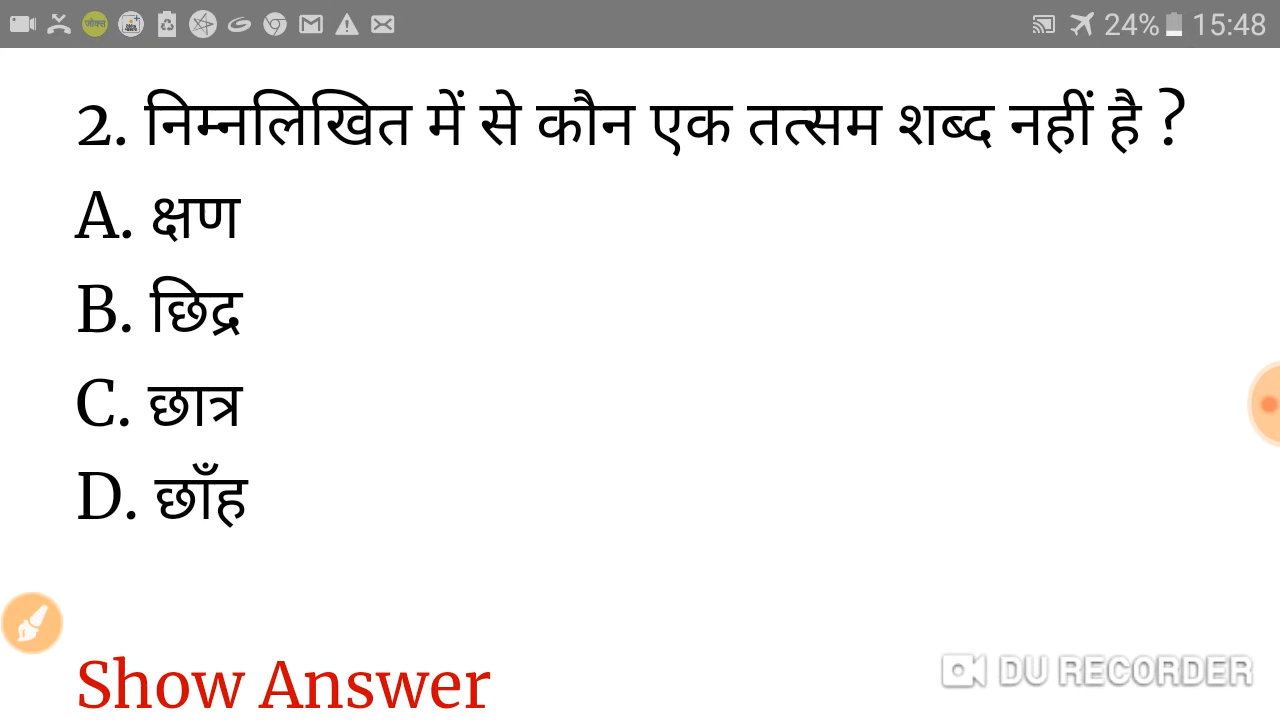 24% 15:48
2. निम्नलिखित में से कौन एक तत्सम शब्द नहीं है ?
A. क्षण
B. छिद्र
C. छात्र
D. छाँह
Show Answer
DU RECORDER